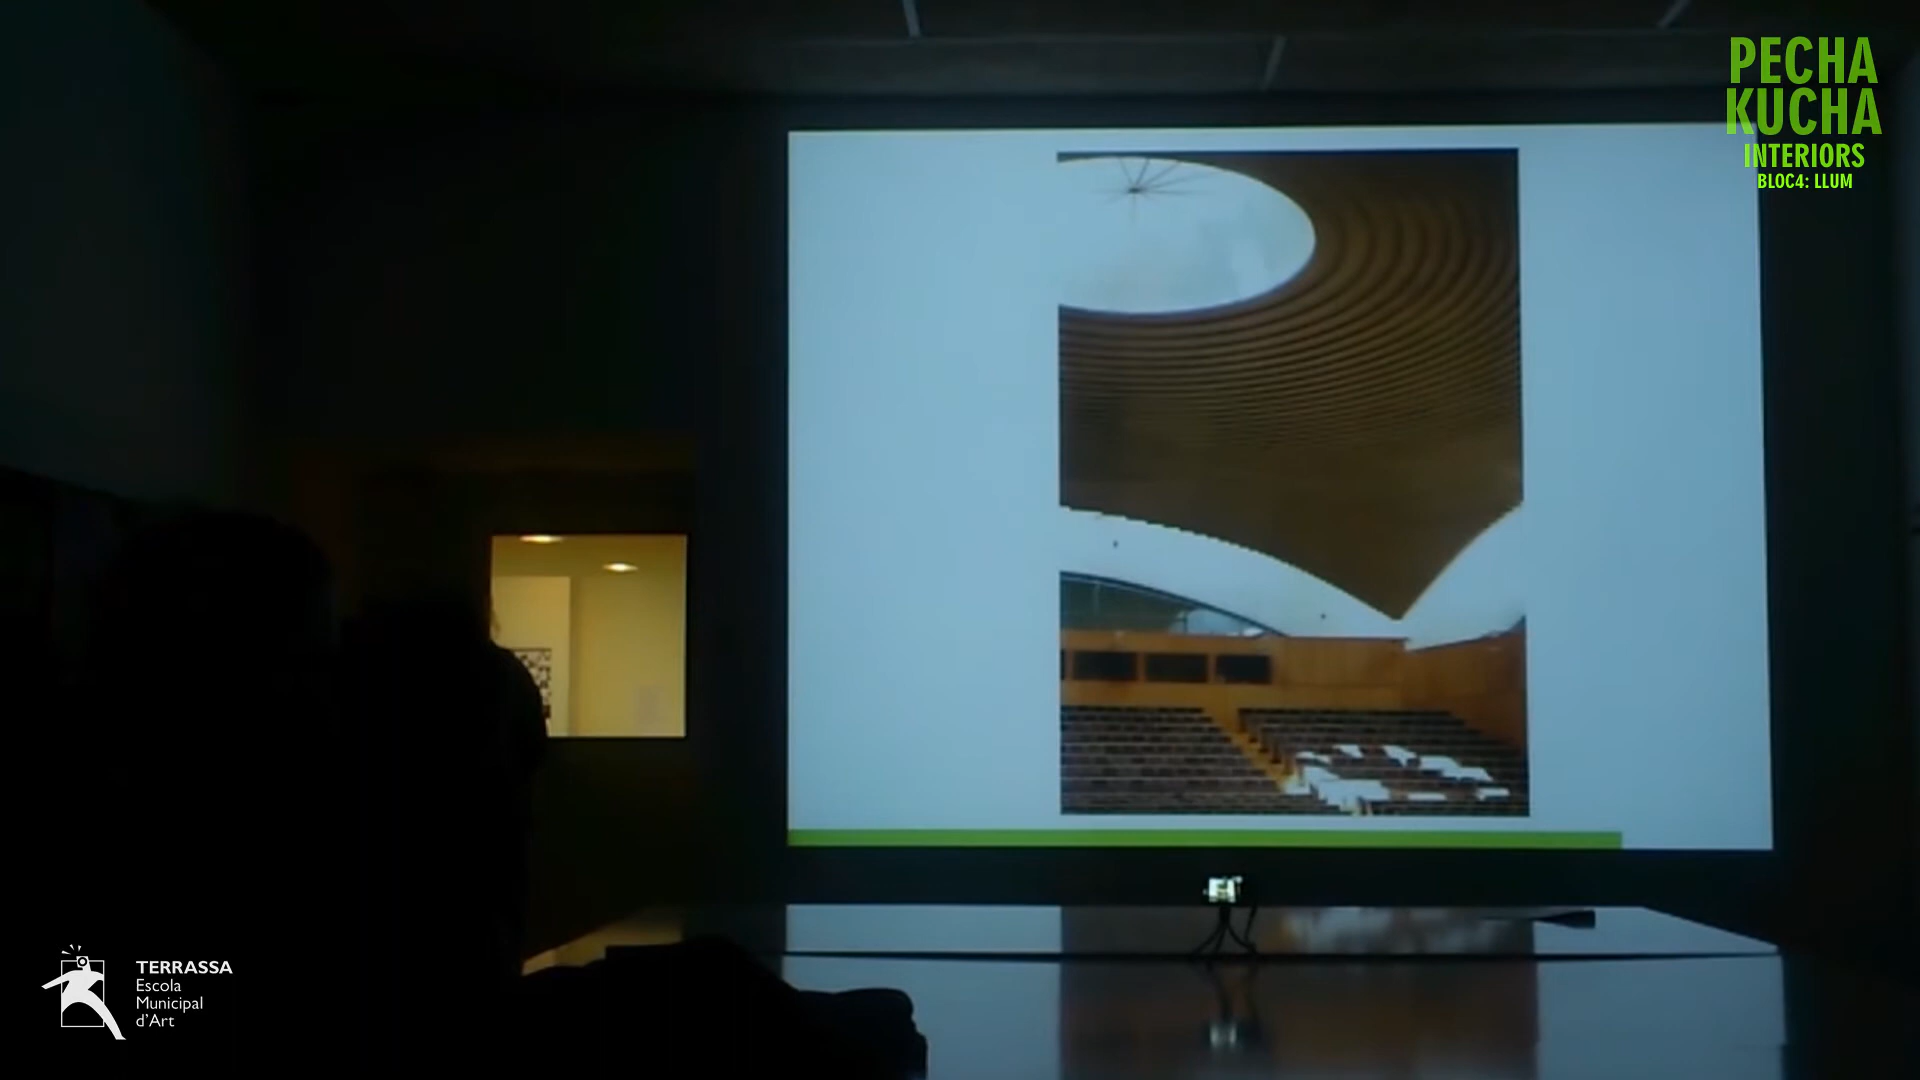 PECHA
KUCHA
INTERIORS
BLOC4: LLUM
TERRASSA
Escola
Municipal
d'Art